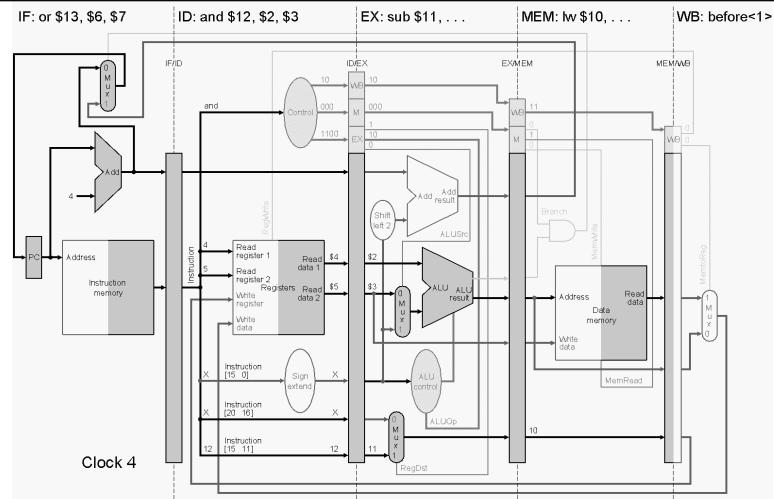 IF: or $13, $6, $7
ID: and $12, $2, $3
EX: sub $11, . . .
MEM: lw $10, . . .
WB: before<1>
IF/ID
ID/EX
EX/MEM
MEM/WB
0
M
u
x
1
and
Control
10
000
1100
WB
M
EX
10
000
1
10
0
WB
M
11
0
1
0
WB
0
0
Add
4
RegWrite
Shift
left 2
Add
Add
result
ALUSrc
Branch
MemWrite
MemtoReg
PC
Address
Instruction
memory
Instruction
4
5
Read
register 1
Read
register 2
Registers
Write
register
Write
data
Read
data 1
Read
data 2
$4
$5
$2
$3
0
M
u
x
1
ALU
ALU
result
Address
Read
data
Data
memory
Write
data
1
M
u
x
0
MemRead
X
Instruction
[15 0]
Sign
extend
X
ALU
control
ALUOp
X
Instruction
[20 16]
X
12
Instruction
[15 11]
12
11
0
M
u
x
1
10
RegDst
Clock 4